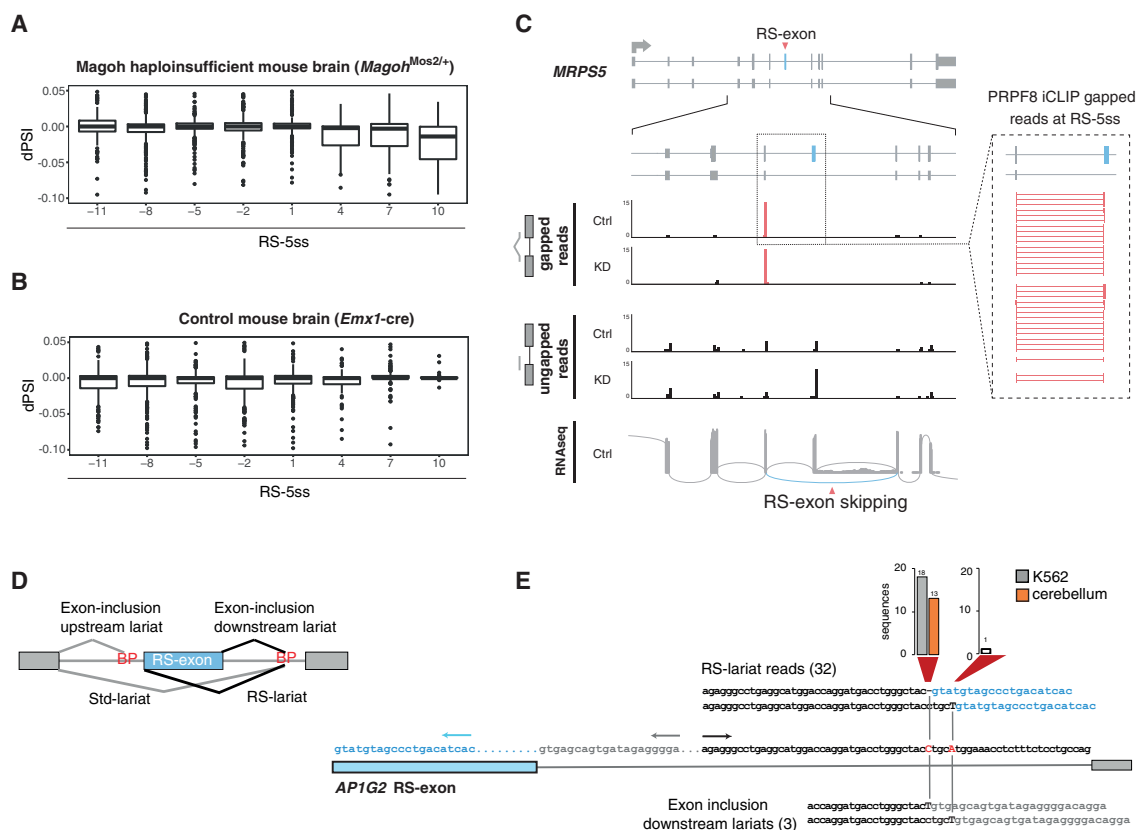 A
Magoh haploinsufficient mouse brain (Magoh^Mos2/+)
dPSI
0.05
0.00
-0.05
-0.10
−11 −8 −5 −2 1 4 7 10
RS-5ss
B
Control mouse brain (Emx1-cre)
dPSI
0.05
0.00
-0.05
-0.10
−11 −8 −5 −2 1 4 7 10
RS-5ss
C
RS-exon
MRPS5
PRPF8 iCLIP gapped
reads at RS-5ss
gapped
reads
Ctrl
15
0
KD
15
0
ungapped
reads
Ctrl
15
0
KD
15
0
RNAseq
Ctrl
RS-exon skipping
D
Exon-inclusion
upstream lariat
Exon-inclusion
downstream lariat
BP
RS-exon
BP
Std-lariat
RS-lariat
E
sequences
20
10
0
18
13
20
10
0
1
K562
cerebellum
RS-lariat reads (32)
agagggcctgaggcatggaccaggatgacctgggctac-gtatgtagccctgacatcac
agagggcctgaggcatggaccaggatgacctgggctacctgcTgtatgtagccctgacatcac
gtatgtagccctgacatcac.........gtgagcagtgatagagggga...agagggcctgaggcatggaccaggatgacctgggctacCtgcAtggaaacctctttctcctgccag
AP1G2 RS-exon
Exon inclusion
downstream lariats (3)
accaggatgacctgggctacTgtgagcagtgatagaggggacagga
accaggatgacctgggctacctgcTgtgagcagtgatagaggggacagga